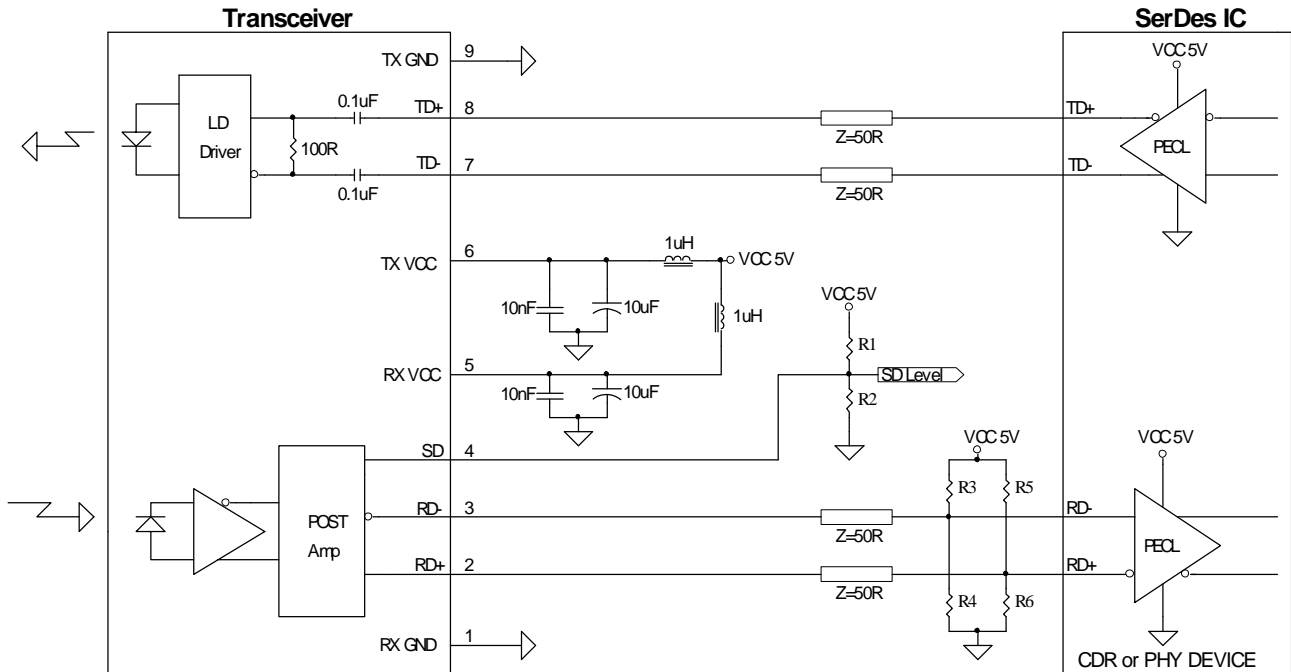 Transceiver
SerDes IC
TX GND 9
VCC 5V
0.1uF
TD+ 8
TD+
LD
Driver
100R
Z=50R
PECL
TD- 7
TD-
0.1uF
Z=50R
1uH
TX VCC 6
VCC 5V
10nF
10uF
1uH
VCC 5V
R1
RX VCC 5
SD Level
10nF
10uF
R2
SD 4
VCC 5V
VCC 5V
R3
R5
RD- 3
RD-
POST
Amp
Z=50R
PECL
RD+ 2
RD+
Z=50R
R4
R6
RX GND 1
CDR or PHY DEVICE